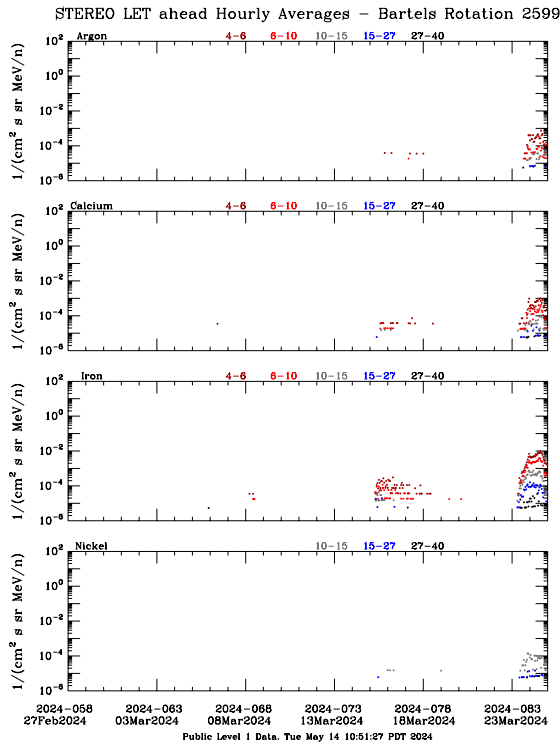 STEREO LET ahead Hourly Averages - Bartels Rotation 2599
Argon 4-6 6-10 10-15 15-27 27-40
10^2
10^0
10^-2
10^-4
10^-6
1/(cm^2 s sr MeV/n)
Calcium 4-6 6-10 10-15 15-27 27-40
10^2
10^0
10^-2
10^-4
10^-6
1/(cm^2 s sr MeV/n)
Iron 4-6 6-10 10-15 15-27 27-40
10^2
10^0
10^-2
10^-4
10^-6
1/(cm^2 s sr MeV/n)
Nickel 10-15 15-27 27-40
10^2
10^0
10^-2
10^-4
10^-6
1/(cm^2 s sr MeV/n)
2024-058 2024-063 2024-068 2024-073 2024-078 2024-083
27Feb2024 03Mar2024 08Mar2024 13Mar2024 18Mar2024 23Mar2024
Public Level 1 Data. Tue May 14 10:51:27 PDT 2024